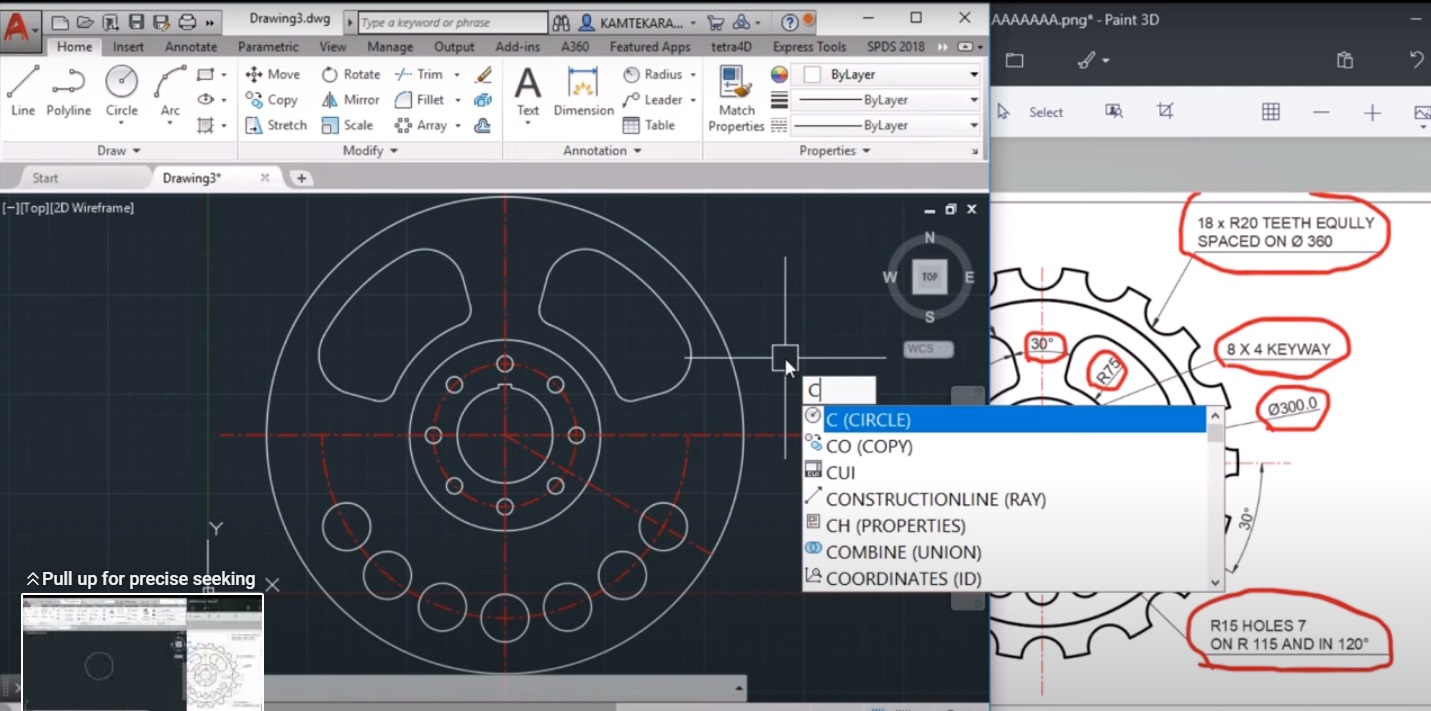 Drawing3.dwg
Type a keyword or phrase
KAMTEKARA...
AAAAAAA.png* - Paint 3D
Home Insert Annotate Parametric View Manage Output Add-ins A360 Featured Apps tetra4D Express Tools SPDS 2018
Line Polyline Circle Arc
Move Rotate Trim
Copy Mirror Fillet
Stretch Scale Array
Text Dimension
Radius
Leader
Table
Match
Properties
ByLayer
ByLayer
ByLayer
Select
Draw Modify Annotation Properties
Start Drawing3*
[−][Top][2D Wireframe]
N
W TOP E
S
WCS
C
C (CIRCLE)
CO (COPY)
CUI
CONSTRUCTIONLINE (RAY)
CH (PROPERTIES)
COMBINE (UNION)
COORDINATES (ID)
Y
X
Pull up for precise seeking
18 x R20 TEETH EQULLY
SPACED ON Ø 360
30°
R75
8 X 4 KEYWAY
Ø300.0
30°
R15 HOLES 7
ON R 115 AND IN 120°